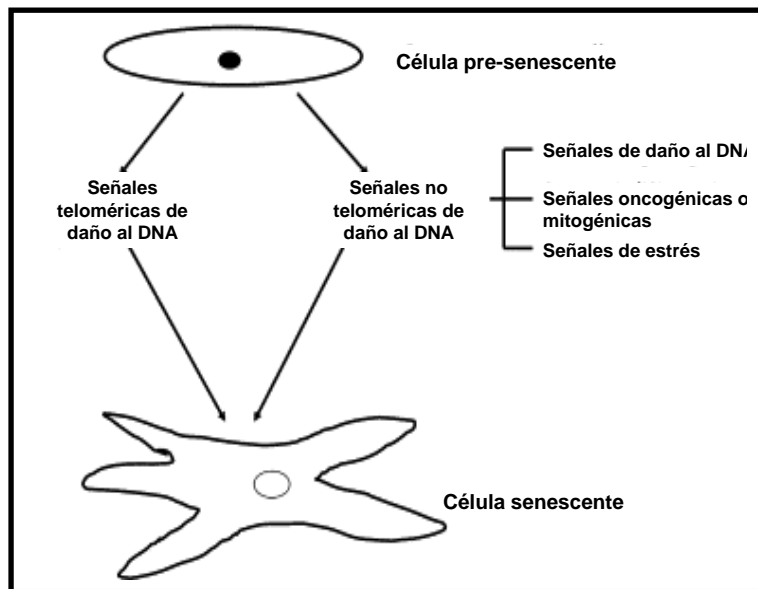 Célula pre-senescente
Señales
teloméricas de
daño al DNA
Señales no
teloméricas de
daño al DNA
Señales de daño al DNA
Señales oncogénicas o
mitogénicas
Señales de estrés
Célula senescente